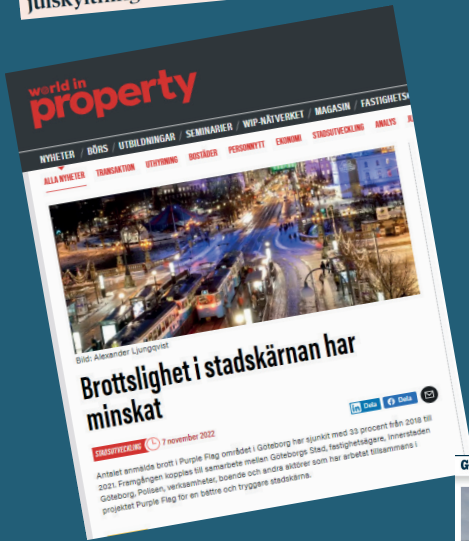 world in
property
NYHETER / BÖRS / UTBILDNINGAR / SEMINARIER / WIP-NÄTVERKET / MAGASIN /
ALLA NYHETER TRANSAKTION UTHYRNING BOSTÄDER PERSONNYTT EKONOMI STADSUTVECKLING ANALYS
Bild: Alexander Ljungqvist
Brottslighet i stadskärnan har
minskat
STADSUTVECKLING 7 november 2022
in Dela f Dela
Antalet anmälda brott i Purple Flag området i Göteborg har sjunkit med 33 procent från 2018 till
2021. Framgången kopplas till samarbete mellan Göteborgs Stad, fastighetsägare, Innerstaden
Göteborg, Polisen, verksamheter, boende och andra aktörer som har arbetat tillsammans i
projektet Purple Flag för en bättre och tryggare stadskärna.